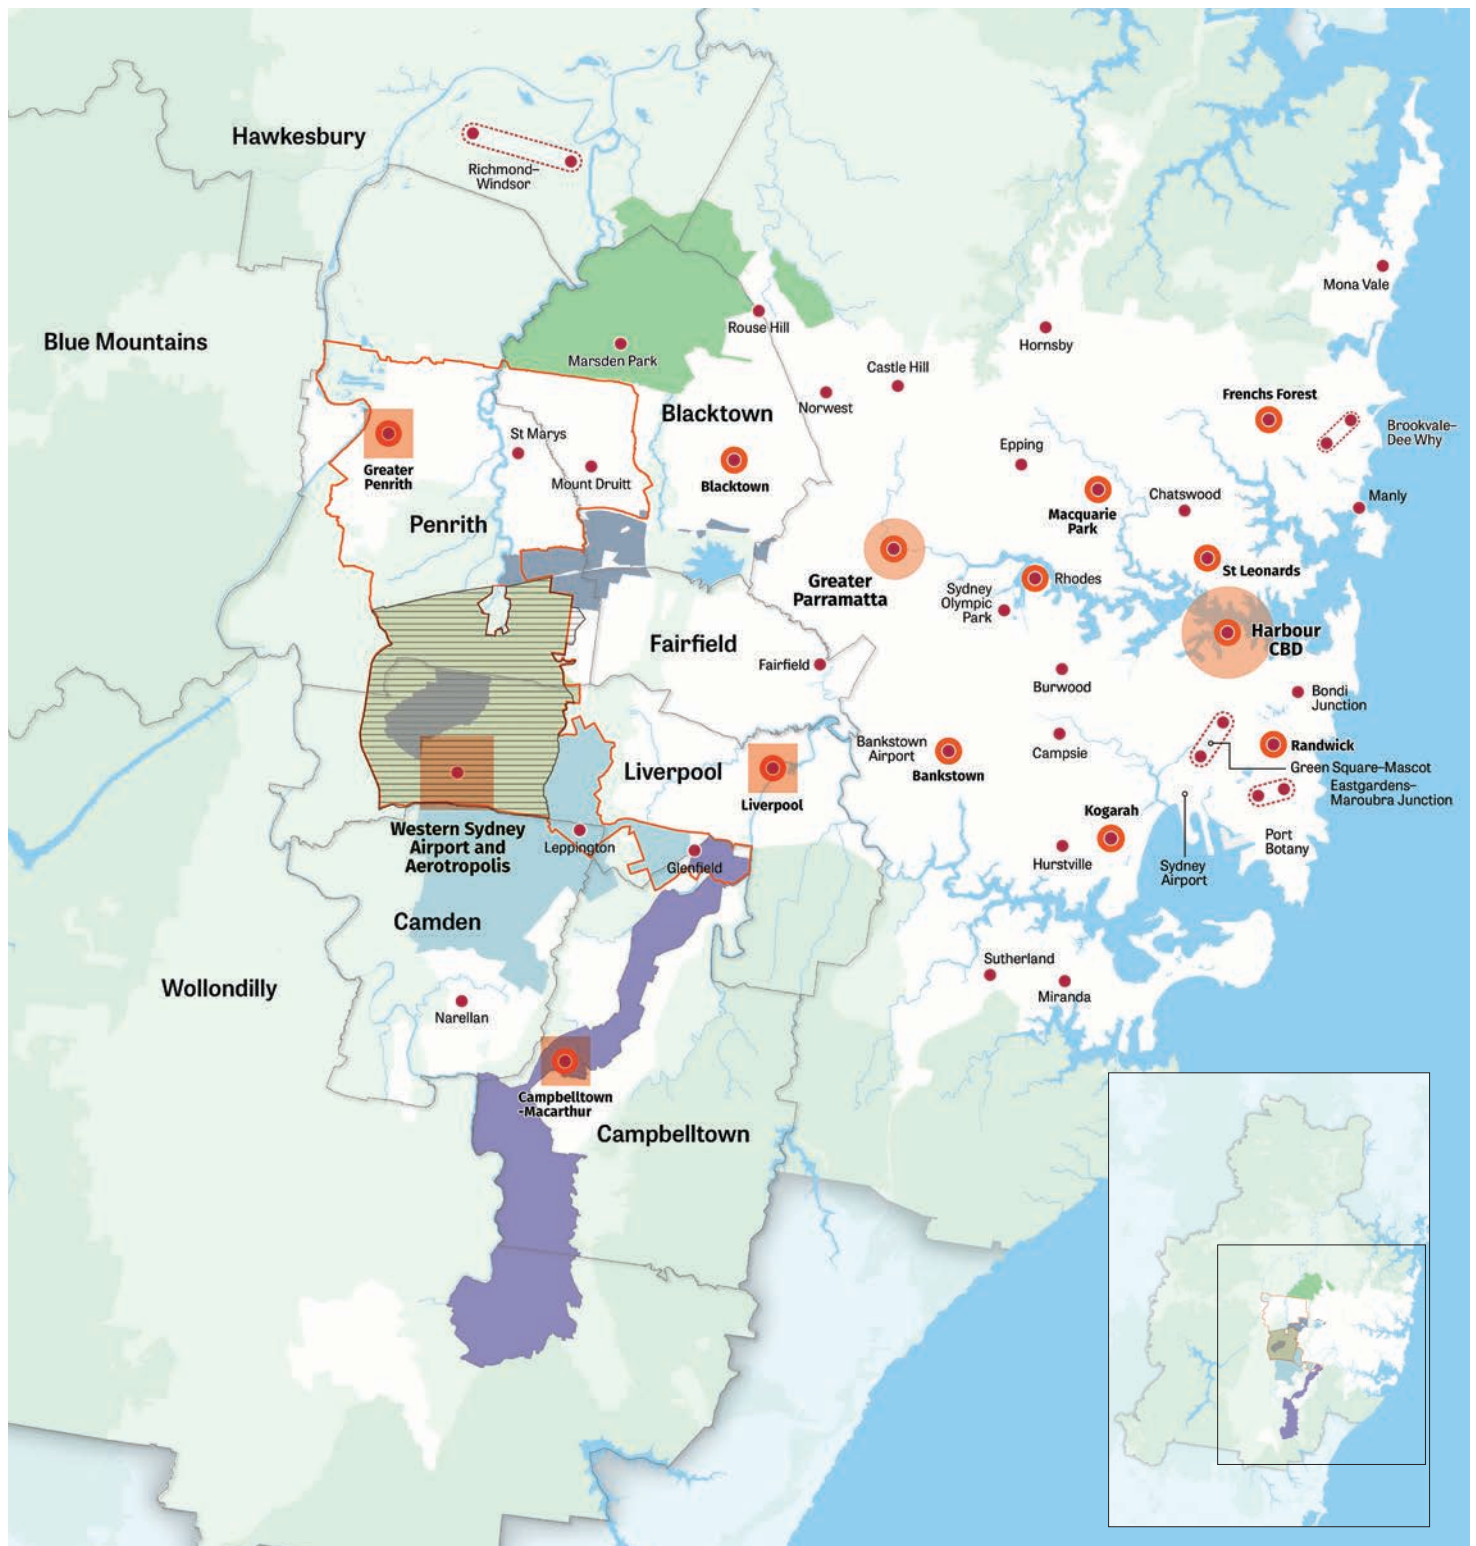 Hawkesbury
Richmond–
Windsor
Mona Vale
Blue Mountains
Rouse Hill
Hornsby
Marsden Park
Castle Hill
Norwest
Frenchs Forest
Blacktown
Brookvale–
Dee Why
St Marys
Epping
Greater
Penrith
Mount Druitt
Blacktown
Chatswood
Manly
Macquarie
Park
Penrith
St Leonards
Greater
Parramatta
Rhodes
Sydney
Olympic
Park
Harbour
CBD
Fairfield
Fairfield
Burwood
Bondi
Junction
Bankstown
Airport
Bankstown
Campsie
Randwick
Green Square–Mascot
Liverpool
Liverpool
Eastgardens–
Maroubra Junction
Kogarah
Western Sydney
Airport and
Aerotropolis
Leppington
Glenfield
Hurstville
Sydney
Airport
Port
Botany
Camden
Wollondilly
Sutherland
Miranda
Narellan
Campbelltown
-Macarthur
Campbelltown